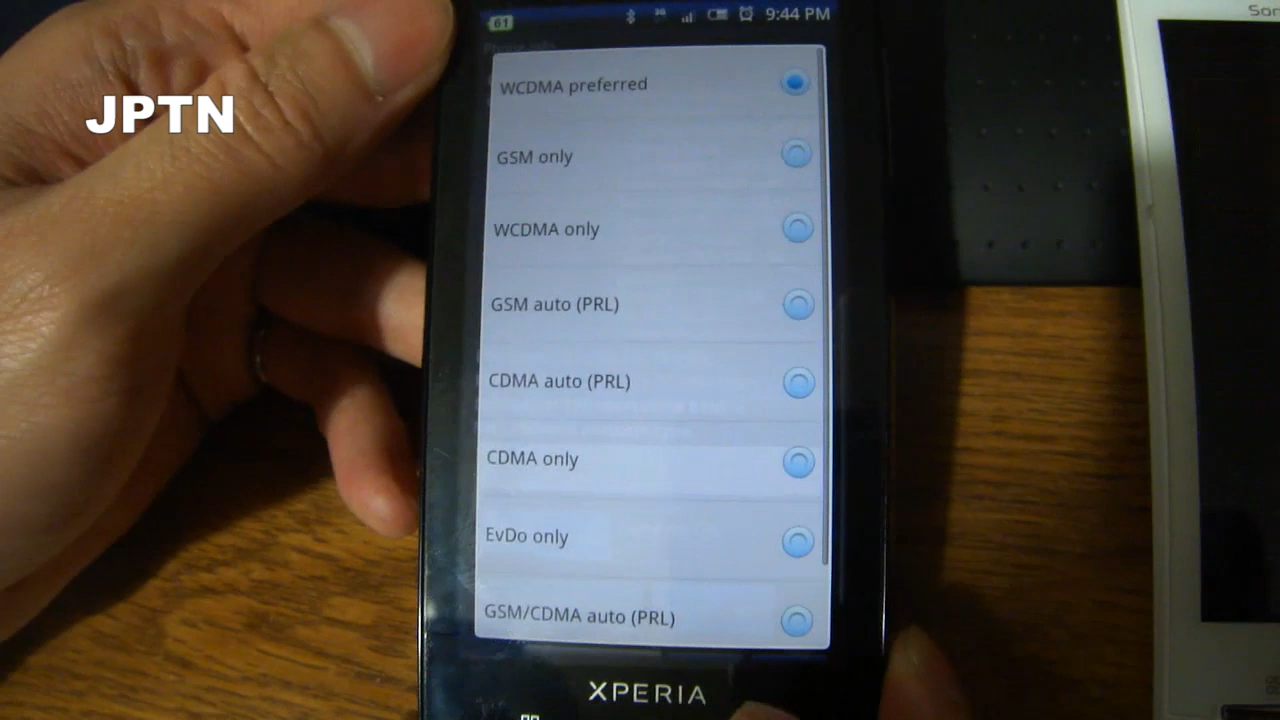 61
9:44 PM
JPTN
WCDMA preferred
GSM only
WCDMA only
GSM auto (PRL)
CDMA auto (PRL)
CDMA only
EvDo only
GSM/CDMA auto (PRL)
XPERIA